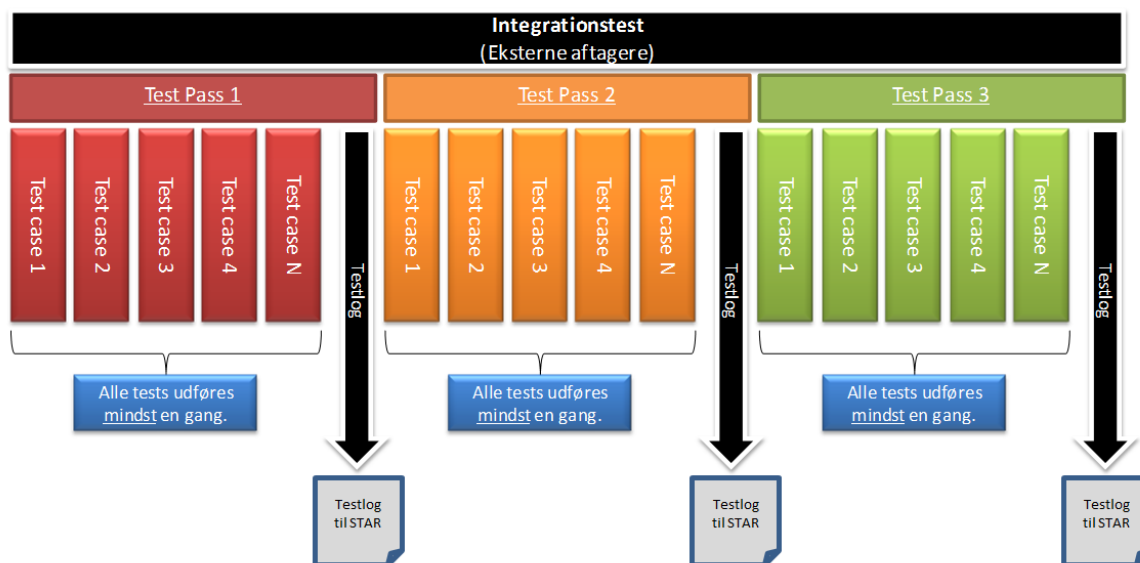 Integrationstest
(Eksterne aftagere)
Test Pass 1
Test Pass 2
Test Pass 3
Test case 1
Test case 2
Test case 3
Test case 4
Test case N
Testlog
Test case 1
Test case 2
Test case 3
Test case 4
Test case N
Testlog
Test case 1
Test case 2
Test case 3
Test case 4
Test case N
Testlog
Alle tests udføres
mindst en gang.
Alle tests udføres
mindst en gang.
Alle tests udføres
mindst en gang.
Testlog
til STAR
Testlog
til STAR
Testlog
til STAR